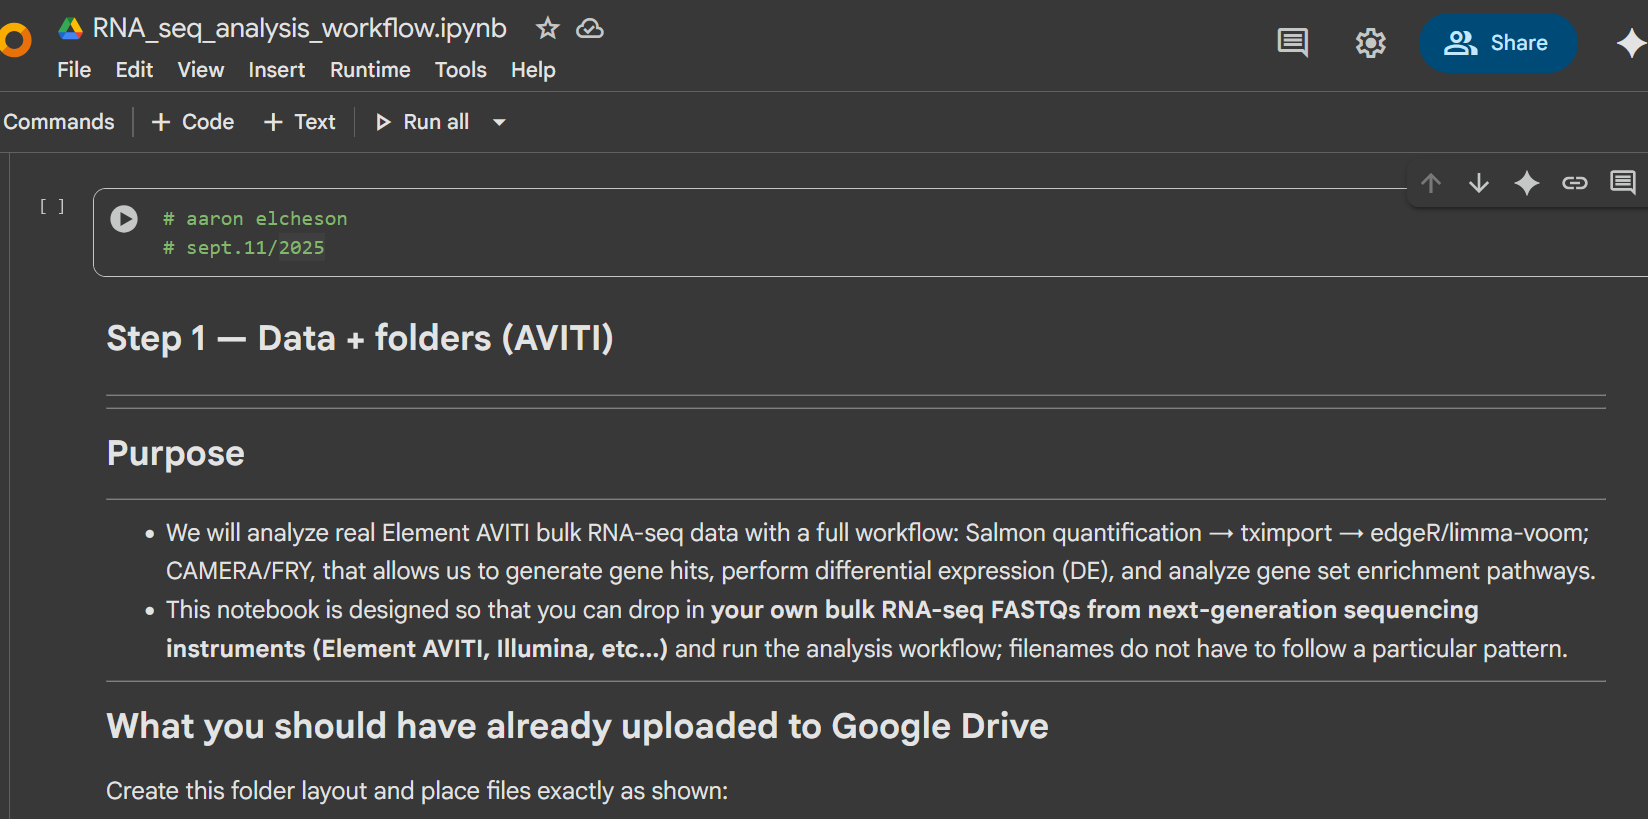 RNA_seq_analysis_workflow.ipynb
File Edit View Insert Runtime Tools Help
Share
Commands + Code + Text Run all
[ ]
# aaron elcheson
# sept.11/2025
Step 1 — Data + folders (AVITI)
Purpose
• We will analyze real Element AVITI bulk RNA-seq data with a full workflow: Salmon quantification → tximport → edgeR/limma-voom;
CAMERA/FRY, that allows us to generate gene hits, perform differential expression (DE), and analyze gene set enrichment pathways.
• This notebook is designed so that you can drop in your own bulk RNA-seq FASTQs from next-generation sequencing
instruments (Element AVITI, Illumina, etc...) and run the analysis workflow; filenames do not have to follow a particular pattern.
What you should have already uploaded to Google Drive
Create this folder layout and place files exactly as shown: